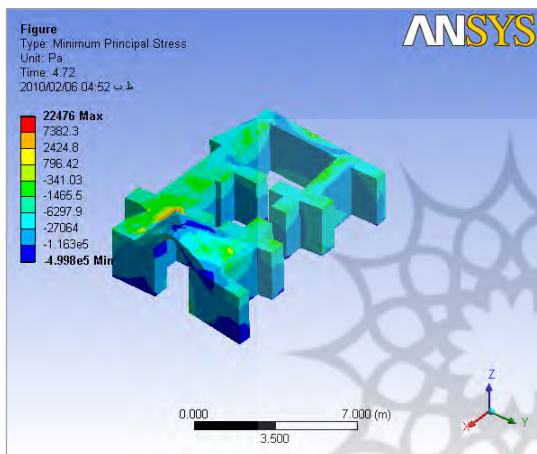 Figure
Type: Minimum Principal Stress
Unit: Pa
Time: 4.72
2010/02/06 04:52 ب.ظ
ANSYS
22476 Max
7382.3
2424.8
796.42
-341.03
-1465.5
-6297.9
-27064
-1.163e5
-4.998e5 Min
0.000
7.000 (m)
3.500
Z
X
Y